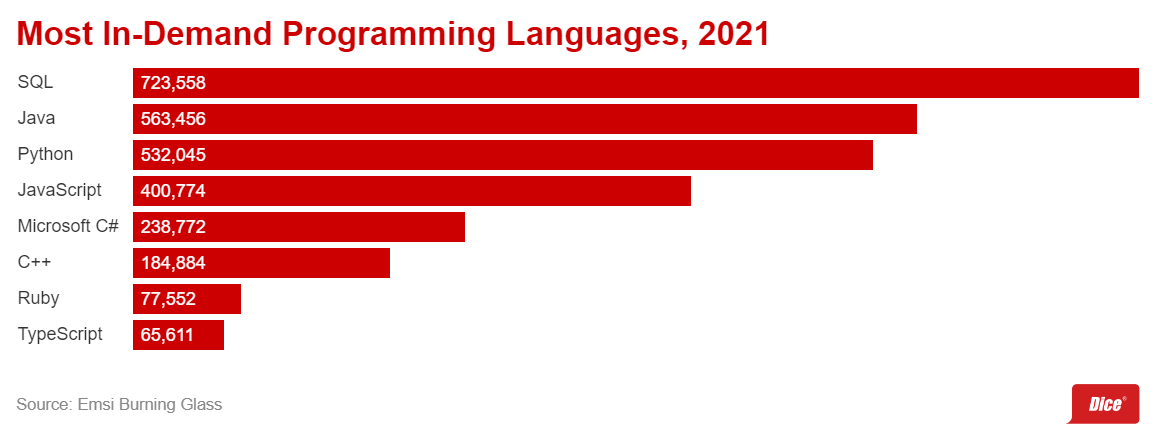 Most In-Demand Programming Languages, 2021
SQL 723,558
Java 563,456
Python 532,045
JavaScript 400,774
Microsoft C# 238,772
C++ 184,884
Ruby 77,552
TypeScript 65,611
Source: Emsi Burning Glass
Dice®